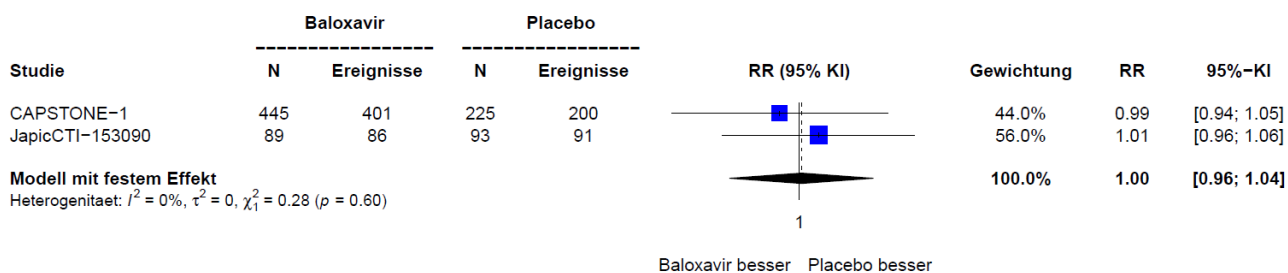 Baloxavir Placebo
Studie N Ereignisse N Ereignisse RR (95% KI) Gewichtung RR 95%−KI
CAPSTONE−1 445 401 225 200 44.0% 0.99 [0.94; 1.05]
JapicCTI−153090 89 86 93 91 56.0% 1.01 [0.96; 1.06]
Modell mit festem Effekt 100.0% 1.00 [0.96; 1.04]
Heterogenitaet: I² = 0%, τ² = 0, χ²₁ = 0.28 (p = 0.60)
1
Baloxavir besser Placebo besser